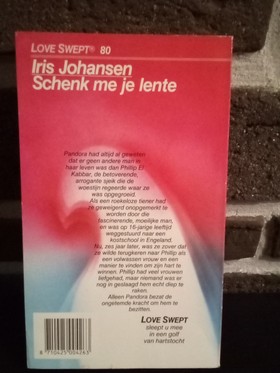 LOVE SWEPT® 80
Iris Johansen
Schenk me je lente
Pandora had altijd al geweten
dat er geen andere man in
haar leven was dan Phillip El
Kabbar, de betoverende,
arrogante sjeik die de
woestijn regeerde waar ze
was opgegroeid.
Als een roekeloze tiener had
ze geweigerd onopgemerkt te
worden door die
fascinerende, moeilijke man,
en was op 16-jarige leeftijd
weggestuurd naar een
kostschool in Engeland.
Nu, zes jaar later, was ze zover dat
ze wilde terugkeren naar Phillip als
een volwassen vrouw en een
manier te vinden om zijn hart te
winnen. Phillip had veel vrouwen
liefgehad, maar niemand was er
nog in geslaagd hem echt diep te
raken.
Alleen Pandora bezat de
ongetemde kracht om hem te
bezitten.
LOVE SWEPT
sleept u mee
in een golf
van hartstocht